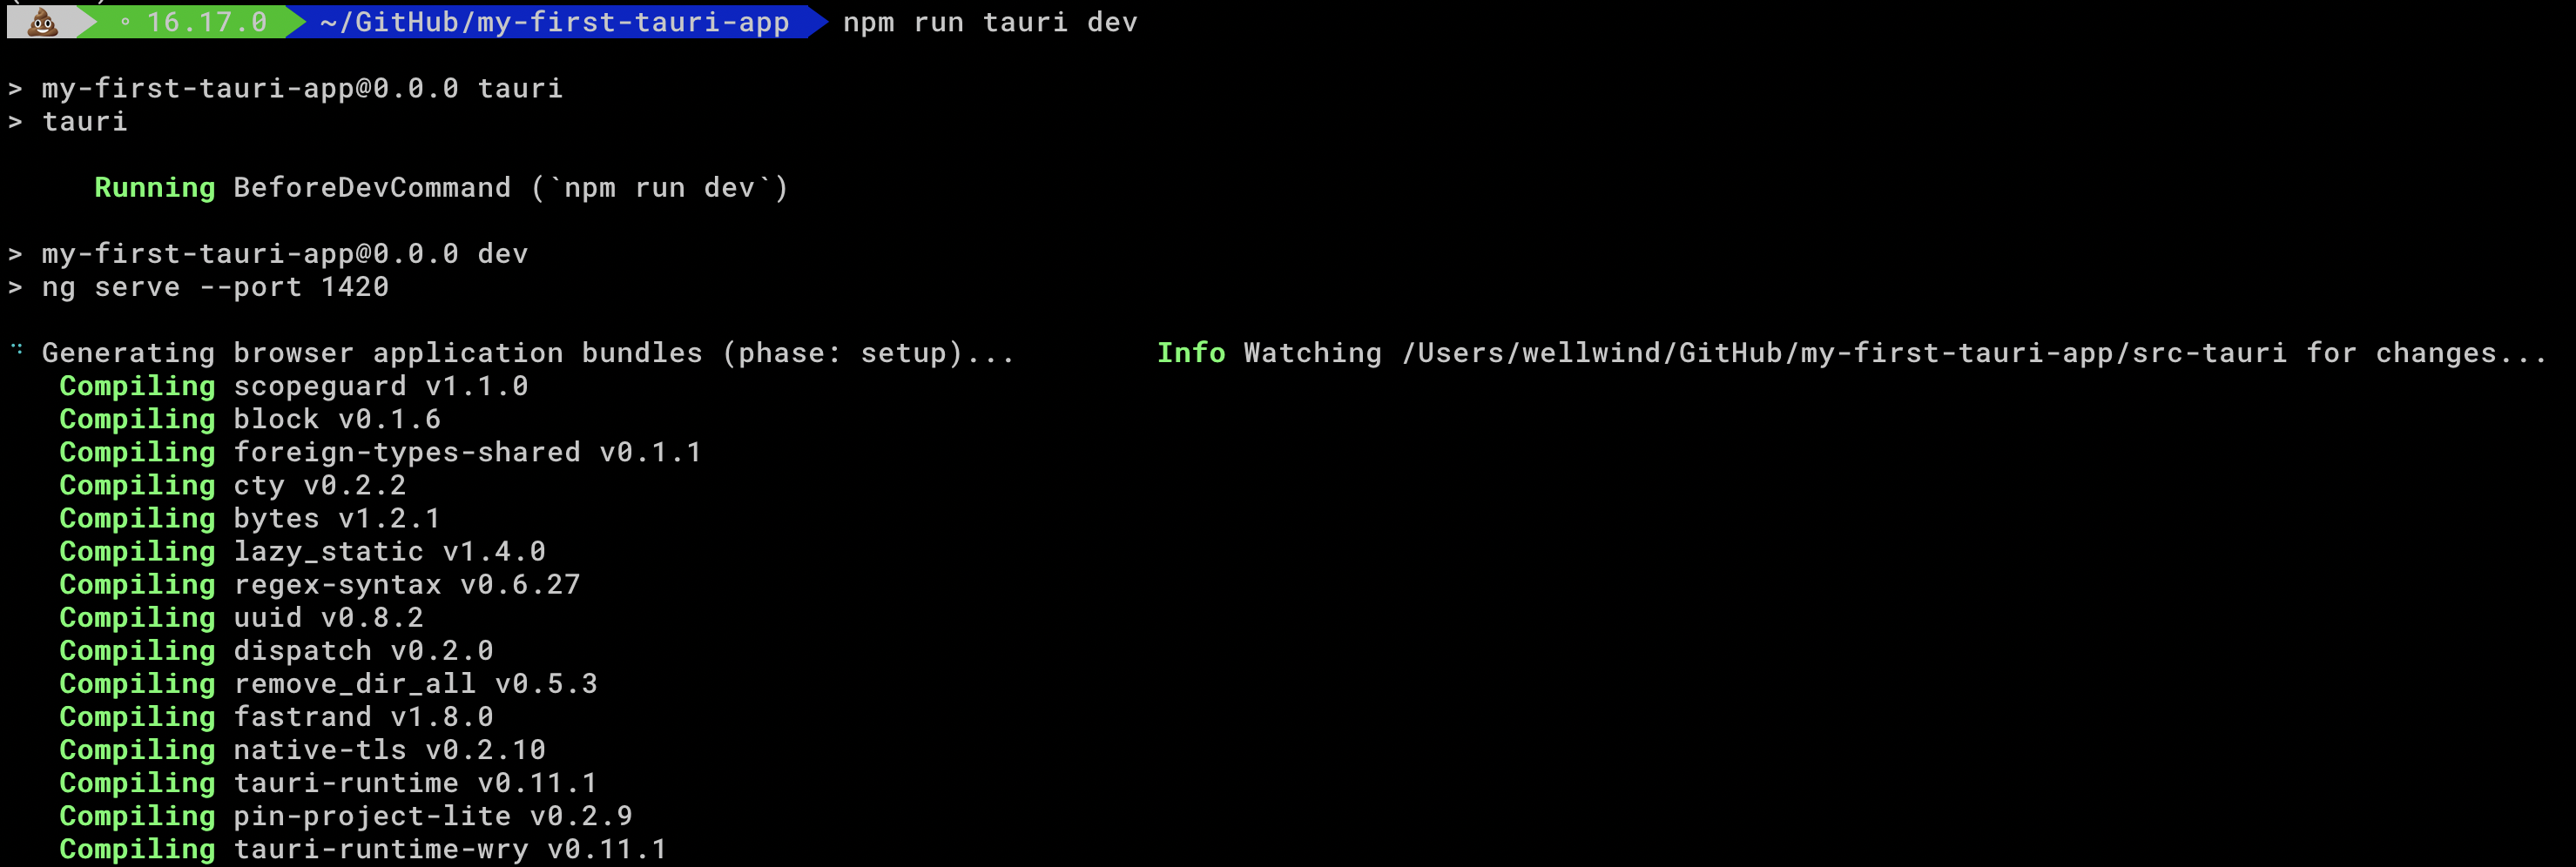 16.17.0 ~/GitHub/my-first-tauri-app npm run tauri dev
> my-first-tauri-app@0.0.0 tauri
> tauri
Running BeforeDevCommand (`npm run dev`)
> my-first-tauri-app@0.0.0 dev
> ng serve --port 1420
Generating browser application bundles (phase: setup)... Info Watching /Users/wellwind/GitHub/my-first-tauri-app/src-tauri for changes...
Compiling scopeguard v1.1.0
Compiling block v0.1.6
Compiling foreign-types-shared v0.1.1
Compiling cty v0.2.2
Compiling bytes v1.2.1
Compiling lazy_static v1.4.0
Compiling regex-syntax v0.6.27
Compiling uuid v0.8.2
Compiling dispatch v0.2.0
Compiling remove_dir_all v0.5.3
Compiling fastrand v1.8.0
Compiling native-tls v0.2.10
Compiling tauri-runtime v0.11.1
Compiling pin-project-lite v0.2.9
Compiling tauri-runtime-wry v0.11.1